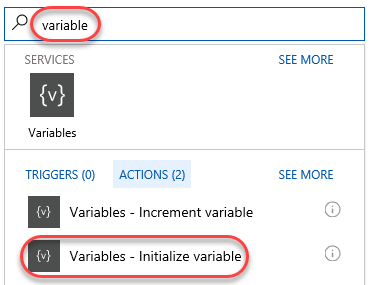 variable
SERVICES SEE MORE
{v}
Variables
TRIGGERS (0) ACTIONS (2) SEE MORE
{v} Variables - Increment variable
{v} Variables - Initialize variable